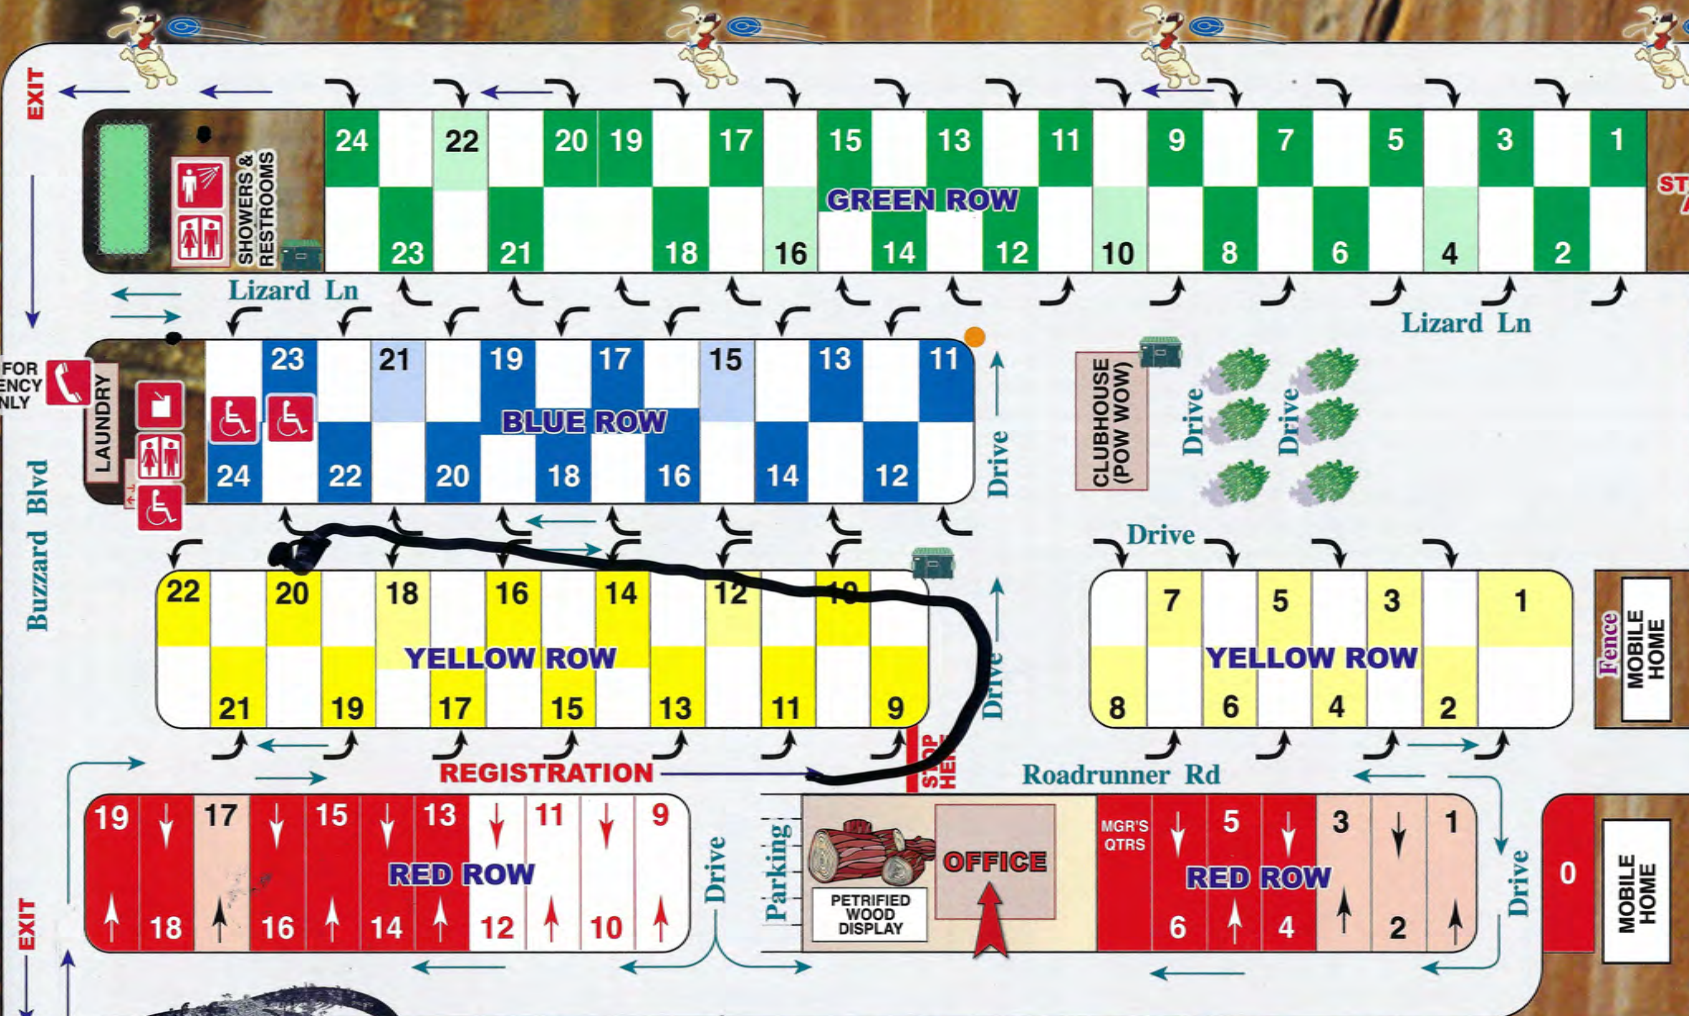 EXIT
24 22 20 19 17 15 13 11 9 7 5 3 1
GREEN ROW
23 21 18 16 14 12 10 8 6 4 2
SHOWERS &
RESTROOMS
Lizard Ln
Lizard Ln
FOR
NLY
LAUNDRY
23 21 19 17 15 13 11
BLUE ROW
24 22 20 18 16 14 12
Drive
CLUBHOUSE
(POW WOW)
Drive
Drive
Buzzard Blvd
Drive
22 20 18 16 14 12 10
YELLOW ROW
21 19 17 15 13 11 9
Drive
7 5 3 1
YELLOW ROW
8 6 4 2
Fence
MOBILE
HOME
REGISTRATION
STOP
HERE
Roadrunner Rd
19 17 15 13 11 9
RED ROW
18 16 14 12 10
Drive
Parking
PETRIFIED
WOOD
DISPLAY
OFFICE
MGR'S
QTRS
5 3 1
RED ROW
6 4 2
Drive
0
MOBILE
HOME
EXIT